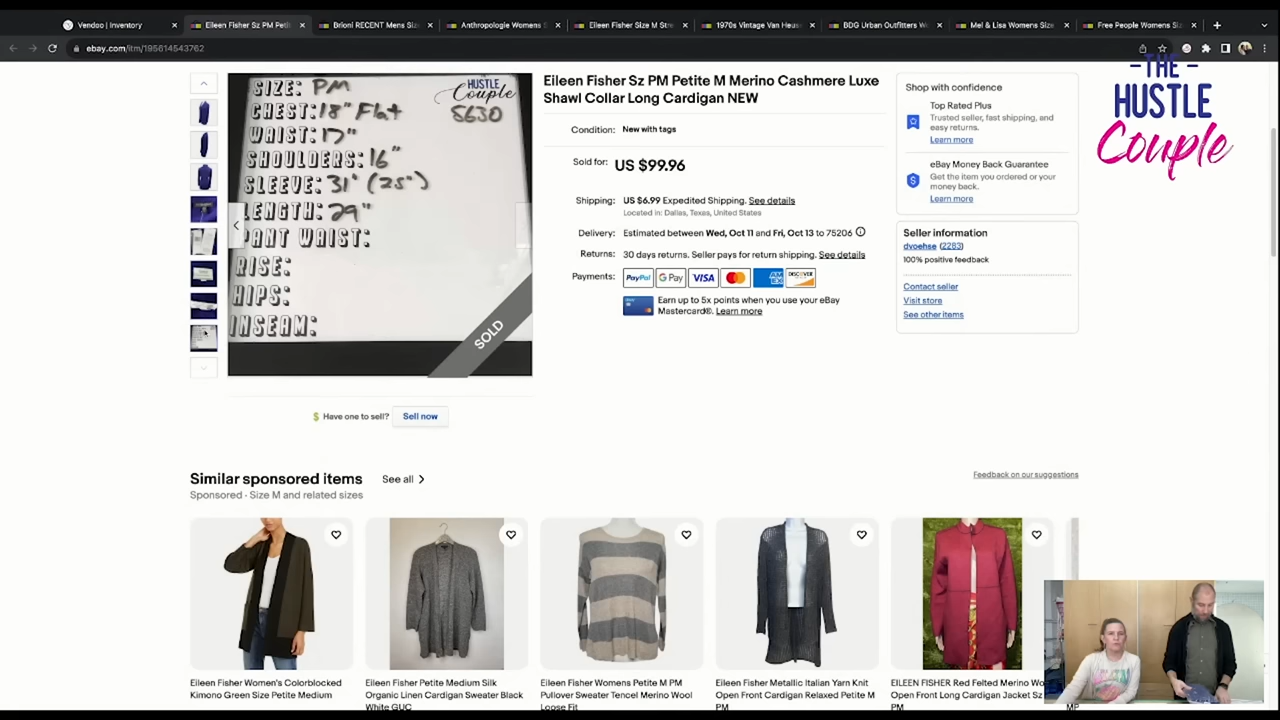 Vendoo | Inventory
Eileen Fisher Sz PM Peti
Brioni RECENT Mens Siz
Anthropologie Womens S
Eileen Fisher Size M Stre
1970s Vintage Van Heus
BDG Urban Outfitters W
Mel & Lisa Womens Size
Free People Womens Si
ebay.com/itm/195814543762
THE
HUSTLE
Couple
SIZE: PM
CHEST: 18" Flat
WAIST: 17"
SHOULDERS: 16"
SLEEVE: 31" (25")
LENGTH: 29"
PANT WAIST:
RISE:
HIPS:
INSEAM:
HUSTLE
Couple
5630
SOLD
Eileen Fisher Sz PM Petite M Merino Cashmere Luxe
Shawl Collar Long Cardigan NEW
Condition: New with tags
Sold for: US $99.96
Shipping: US $6.99 Expedited Shipping. See details
Located in: Dallas, Texas, United States
Delivery: Estimated between Wed, Oct 11 and Fri, Oct 13 to 75206
Returns: 30 days returns. Seller pays for return shipping. See details
Payments: PayPal G Pay VISA DISCOVER
Earn up to 5x points when you use your eBay
Mastercard®. Learn more
Shop with confidence
Top Rated Plus
Trusted seller, fast shipping, and
easy returns.
Learn more
eBay Money Back Guarantee
Get the item you ordered or your
money back.
Learn more
Seller information
dvoehse (2283)
100% positive feedback
Contact seller
Visit store
See other items
$ Have one to sell? Sell now
Similar sponsored items See all
Feedback on our suggestions
Sponsored · Size M and related sizes
Eileen Fisher Women's Colorblocked
Kimono Green Size Petite Medium
Eileen Fisher Petite Medium Silk
Organic Linen Cardigan Sweater Black
White GUC
Eileen Fisher Womens Petite M PM
Pullover Sweater Tencel Merino Wool
Loose Fit
Eileen Fisher Metallic Italian Yarn Knit
Open Front Cardigan Relaxed Petite M
PM
EILEEN FISHER Red Felted Merino Wo
Open Front Long Cardigan Jacket Sz
PM